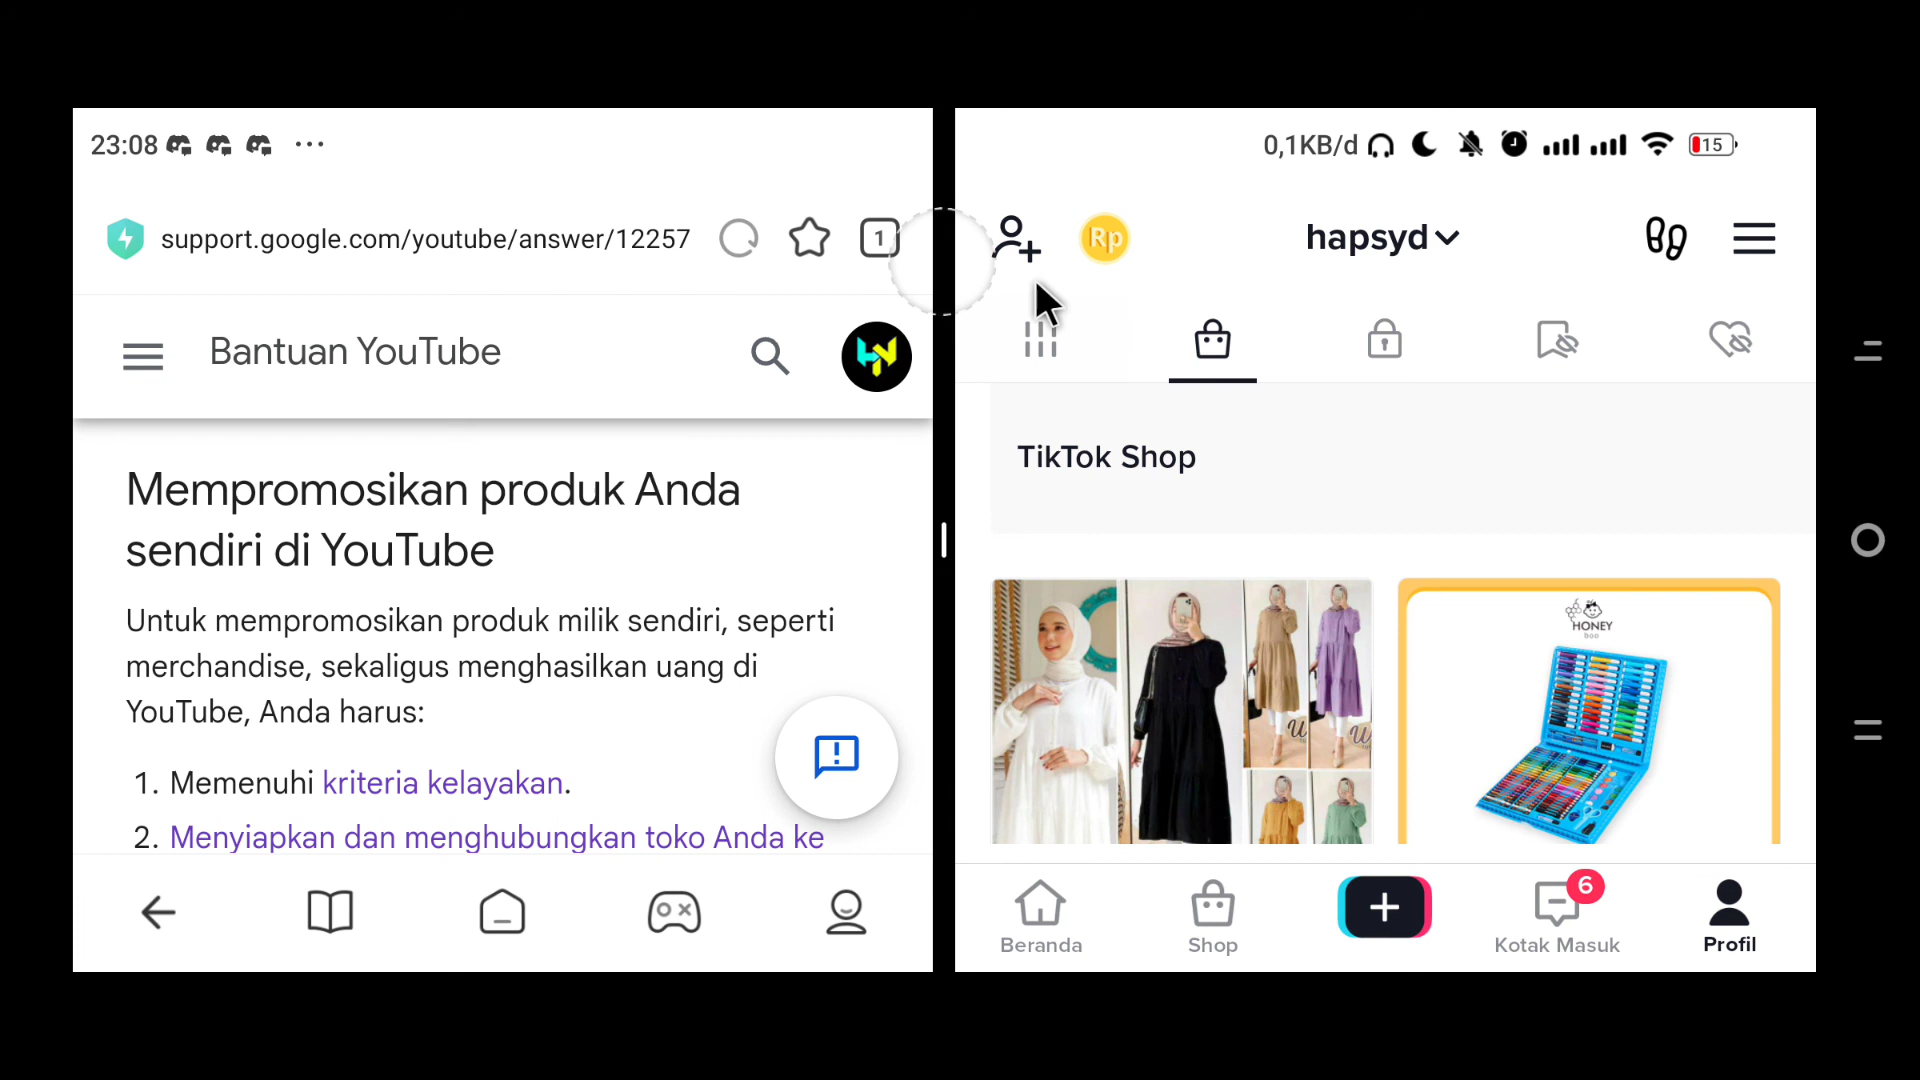 23:08
support.google.com/youtube/answer/12257
1
Bantuan YouTube
Mempromosikan produk Anda
sendiri di YouTube
Untuk mempromosikan produk milik sendiri, seperti
merchandise, sekaligus menghasilkan uang di
YouTube, Anda harus:
1. Memenuhi kriteria kelayakan.
2. Menyiapkan dan menghubungkan toko Anda ke
0,1KB/d
15
Rp
hapsyd
TikTok Shop
HONEY
boo
Beranda
Shop
6
Kotak Masuk
Profil